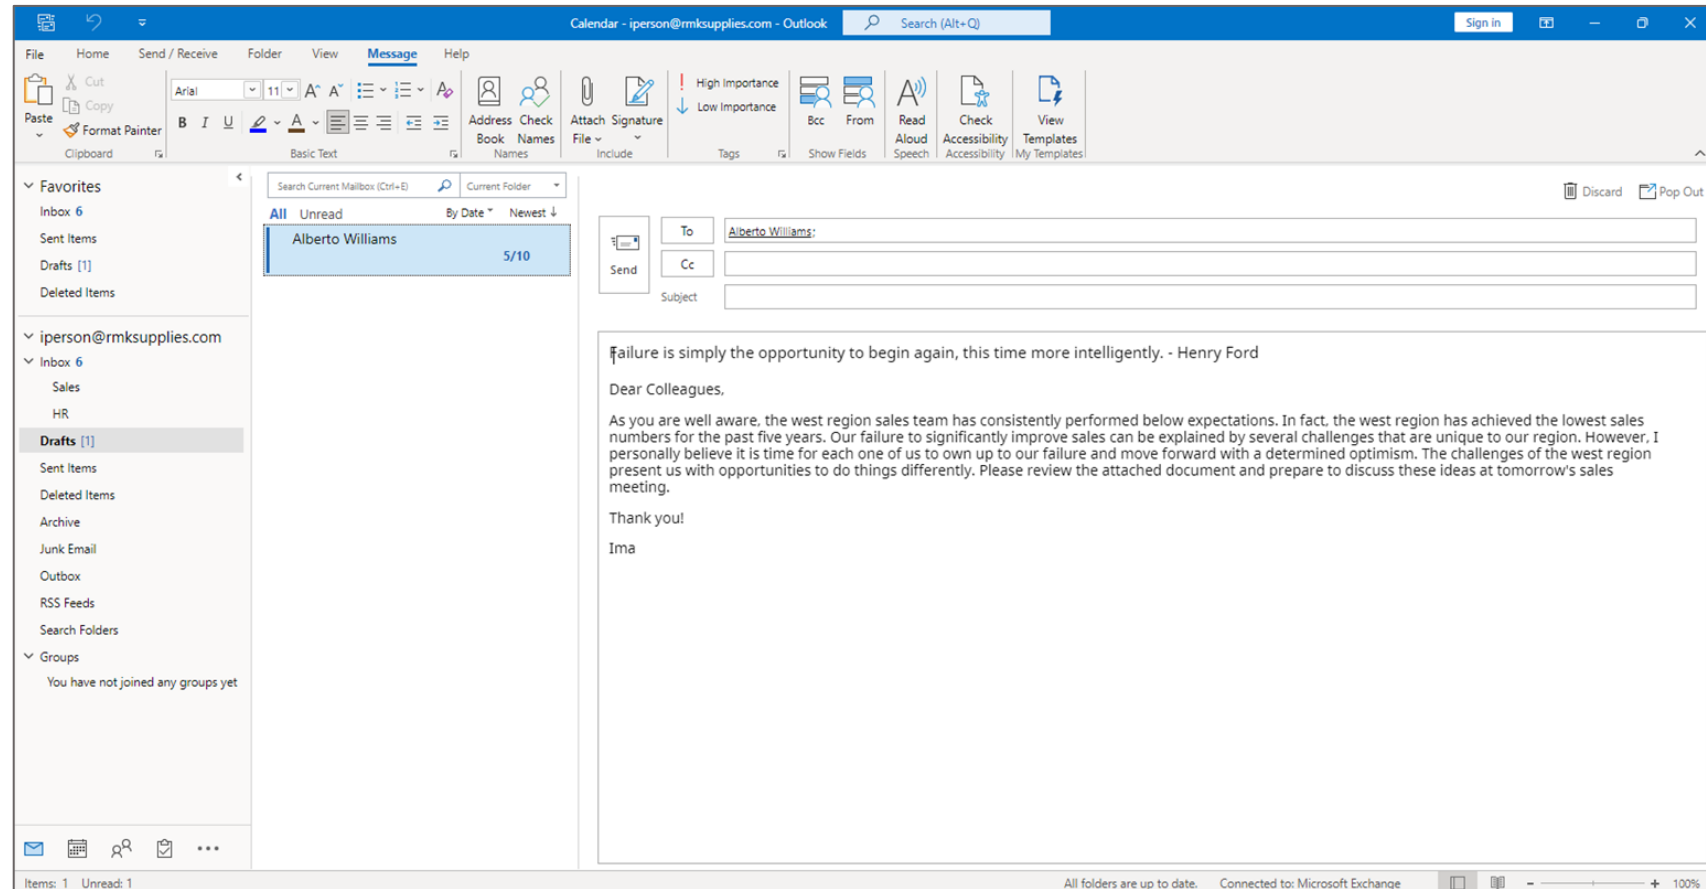 Calendar - iperson@rmksupplies.com - Outlook
Search (Alt+Q)
Sign in
File Home Send / Receive Folder View Message Help
Paste
Cut
Copy
Format Painter
Clipboard
Arial 11
B I U A
Basic Text
Address Book
Check Names
Names
Attach File
Signature
Include
High Importance
Low Importance
Tags
Bcc From
Show Fields
Read Aloud
Speech
Check Accessibility
Accessibility
View Templates
My Templates
Favorites
Inbox 6
Sent Items
Drafts [1]
Deleted Items
iperson@rmksupplies.com
Inbox 6
Sales
HR
Drafts [1]
Sent Items
Deleted Items
Archive
Junk Email
Outbox
RSS Feeds
Search Folders
Groups
You have not joined any groups yet
Search Current Mailbox (Ctrl+E) Current Folder
All Unread By Date Newest ↓
Alberto Williams
5/10
Discard Pop Out
Send
To Alberto Williams;
Cc
Subject
Failure is simply the opportunity to begin again, this time more intelligently. - Henry Ford
Dear Colleagues,
As you are well aware, the west region sales team has consistently performed below expectations. In fact, the west region has achieved the lowest sales
numbers for the past five years. Our failure to significantly improve sales can be explained by several challenges that are unique to our region. However, I
personally believe it is time for each one of us to own up to our failure and move forward with a determined optimism. The challenges of the west region
present us with opportunities to do things differently. Please review the attached document and prepare to discuss these ideas at tomorrow's sales
meeting.
Thank you!
Ima
Items: 1 Unread: 1
All folders are up to date. Connected to: Microsoft Exchange
100%